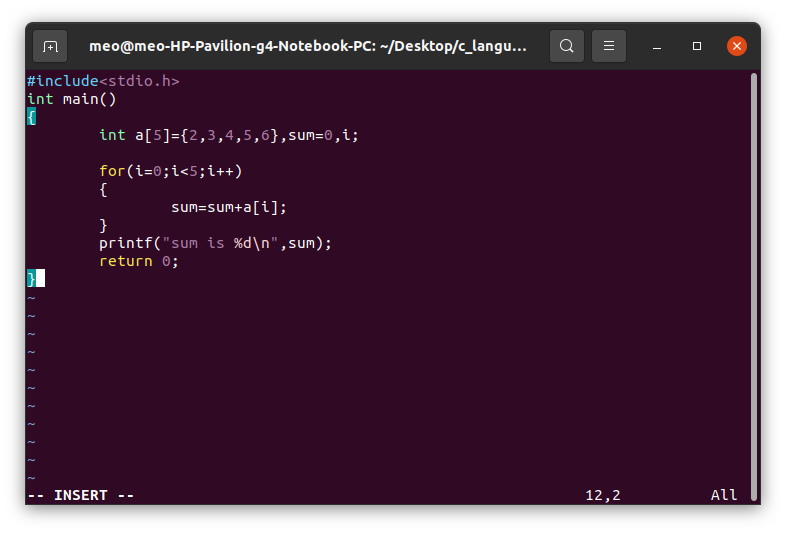 meo@meo-HP-Pavilion-g4-Notebook-PC: ~/Desktop/c_langu...
#include<stdio.h>
int main()
{
        int a[5]={2,3,4,5,6},sum=0,i;

        for(i=0;i<5;i++)
        {
                sum=sum+a[i];
        }
        printf("sum is %d\n",sum);
        return 0;
}
~
~
~
~
~
~
~
~
~
~
~
-- INSERT -- 12,2 All